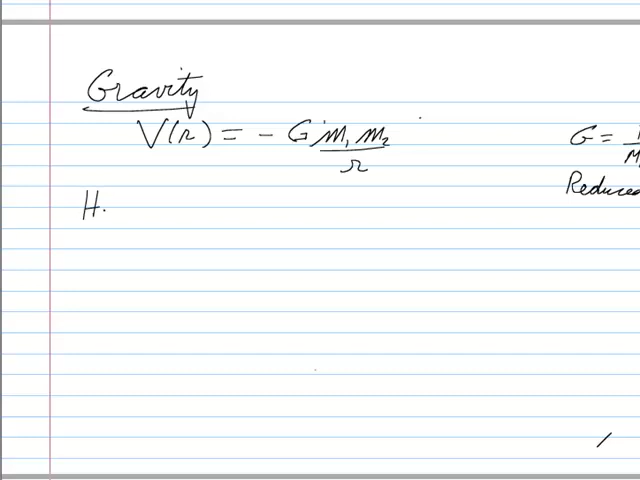 Gravity
V(r) = - G m₁ m₂ / r
G =
Reduced
H.